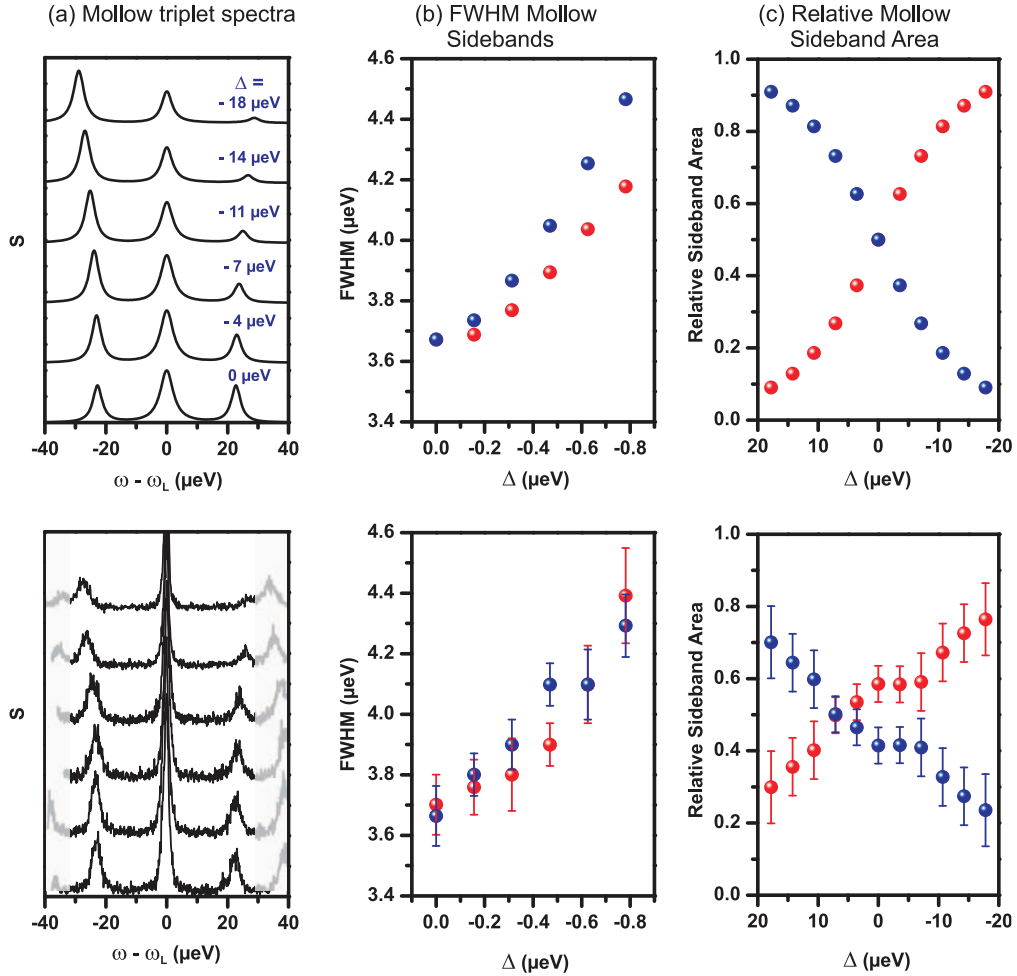 (a) Mollow triplet spectra
(b) FWHM Mollow
Sidebands
(c) Relative Mollow
Sideband Area
S
Δ =
- 18 µeV
- 14 µeV
- 11 µeV
- 7 µeV
- 4 µeV
0 µeV
-40 -20 0 20 40
ω - ω_L (µeV)
FWHM (µeV)
4.6
4.4
4.2
4.0
3.8
3.6
3.4
0.0 -0.2 -0.4 -0.6 -0.8
Δ (µeV)
Relative Sideband Area
1.0
0.8
0.6
0.4
0.2
0.0
20 10 0 -10 -20
Δ (µeV)
S
-40 -20 0 20 40
ω - ω_L (µeV)
FWHM (µeV)
4.6
4.4
4.2
4.0
3.8
3.6
3.4
0.0 -0.2 -0.4 -0.6 -0.8
Δ (µeV)
Relative Sideband Area
1.0
0.8
0.6
0.4
0.2
0.0
20 10 0 -10 -20
Δ (µeV)